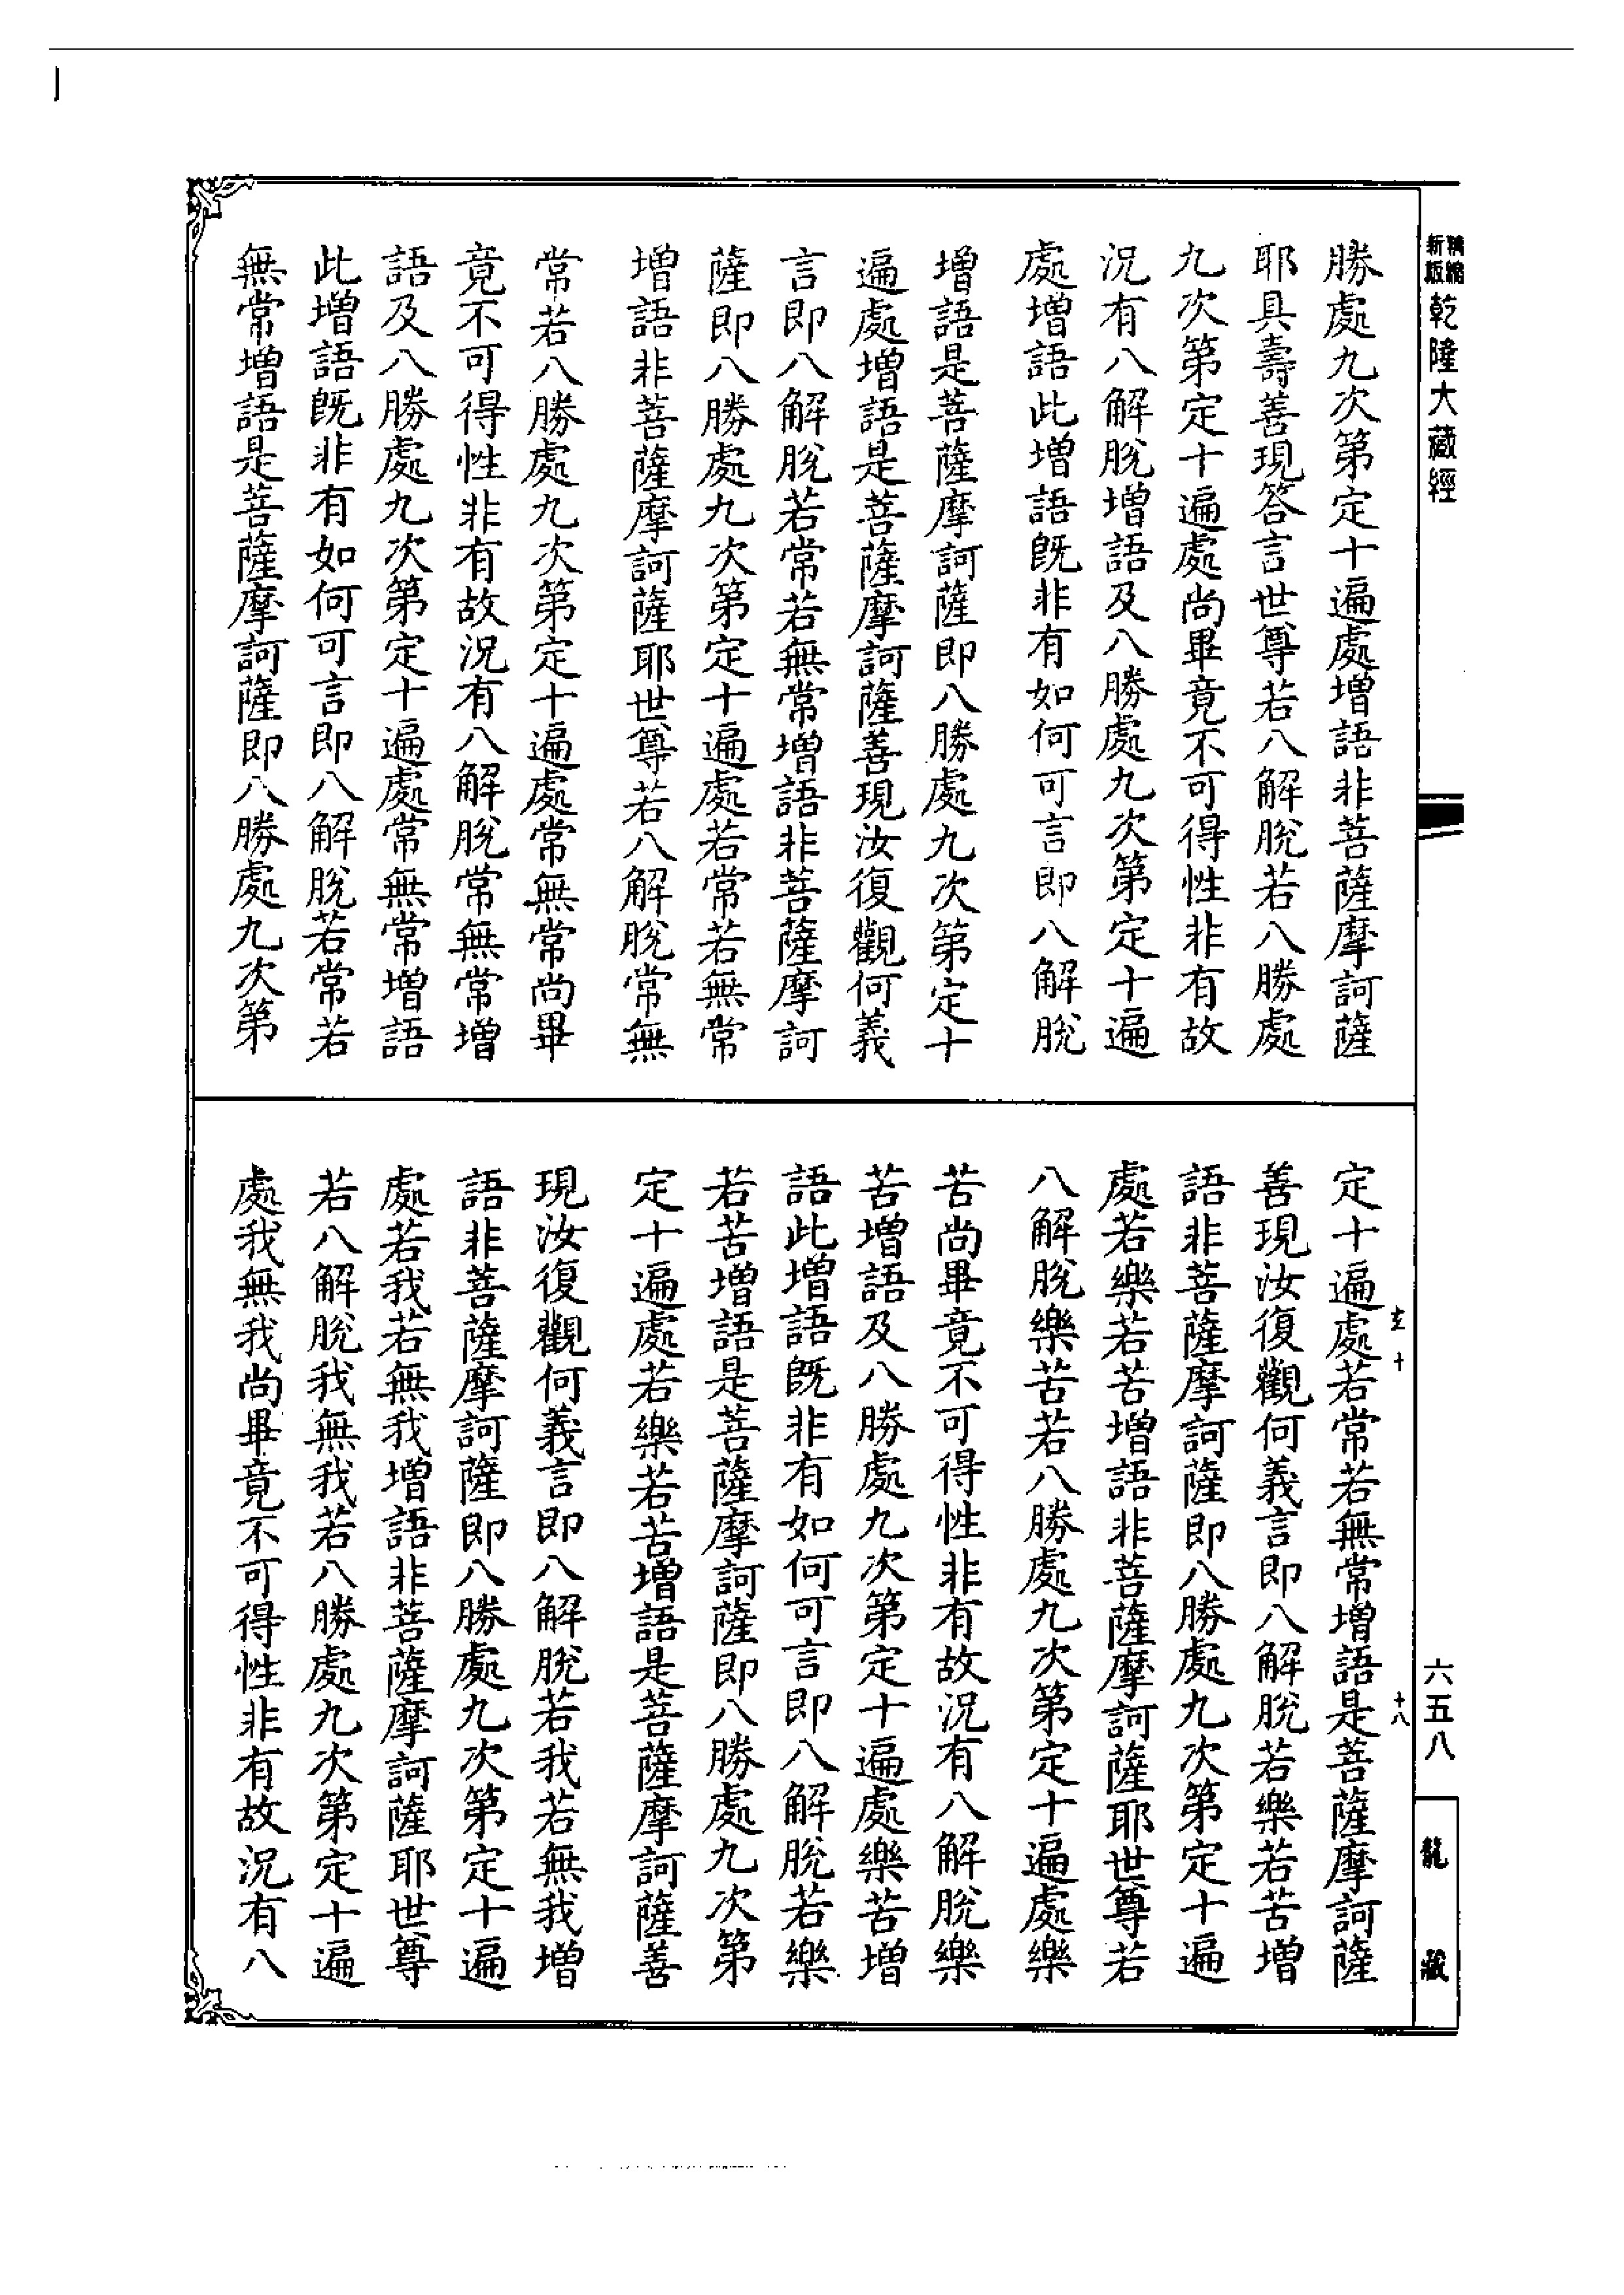 精縮新版乾隆大藏經
勝處九次第定十遍處增語非菩薩摩訶薩
耶具壽善現答言世尊若八解脫若八勝處
九次第定十遍處尚畢竟不可得性非有故
況有八解脫增語及八勝處九次第定十遍
處增語此增語旣非有如何可言即八解脫
增語是菩薩摩訶薩即八勝處九次第定十
遍處增語是菩薩摩訶薩善現汝復觀何義
言即八解脫若常若無常增語非菩薩摩訶
薩即八勝處九次第定十遍處若常若無常
增語非菩薩摩訶薩耶世尊若八解脫常無
常若八勝處九次第定十遍處常無常尚畢
竟不可得性非有故況有八解脫常無常增
語及八勝處九次第定十遍處常無常增語
此增語旣非有如何可言即八解脫若常若
無常增語是菩薩摩訶薩即八勝處九次第
定十遍處若常若無常增語是菩薩摩訶薩
善現汝復觀何義言即八解脫若樂若苦增
語非菩薩摩訶薩即八勝處九次第定十遍
處若樂若苦增語非菩薩摩訶薩耶世尊若
八解脫樂苦若八勝處九次第定十遍處樂
苦尚畢竟不可得性非有故況有八解脫樂
苦增語及八勝處九次第定十遍處樂苦增
語此增語旣非有如何可言即八解脫若樂
若苦增語是菩薩摩訶薩即八勝處九次第
定十遍處若樂若苦增語是菩薩摩訶薩善
現汝復觀何義言即八解脫若我若無我增
語非菩薩摩訶薩即八勝處九次第定十遍
處若我若無我增語非菩薩摩訶薩耶世尊
若八解脫我無我若八勝處九次第定十遍
處我無我尚畢竟不可得性非有故況有八
十
十八
六五八
龍藏